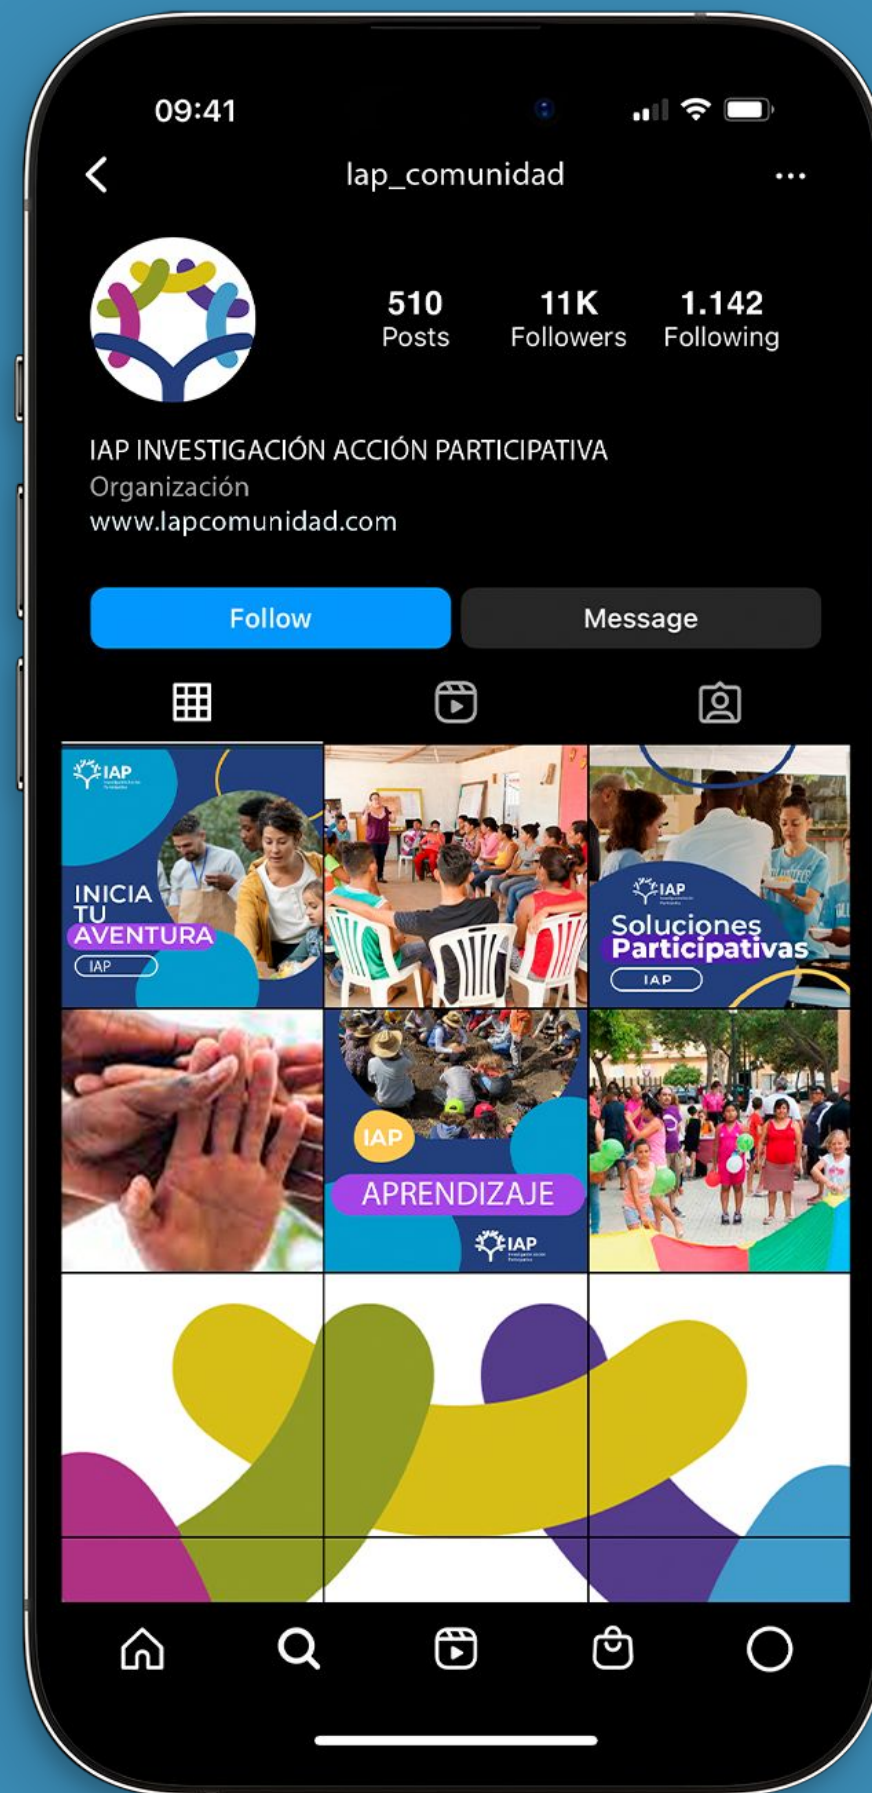 09:41
lap_comunidad
510
Posts
11K
Followers
1.142
Following
IAP INVESTIGACIÓN ACCIÓN PARTICIPATIVA
Organización
www.lapcomunidad.com
Follow
Message
IAP
INICIA
TU
AVENTURA
IAP
IAP
Soluciones
Participativas
IAP
IAP
APRENDIZAJE
IAP